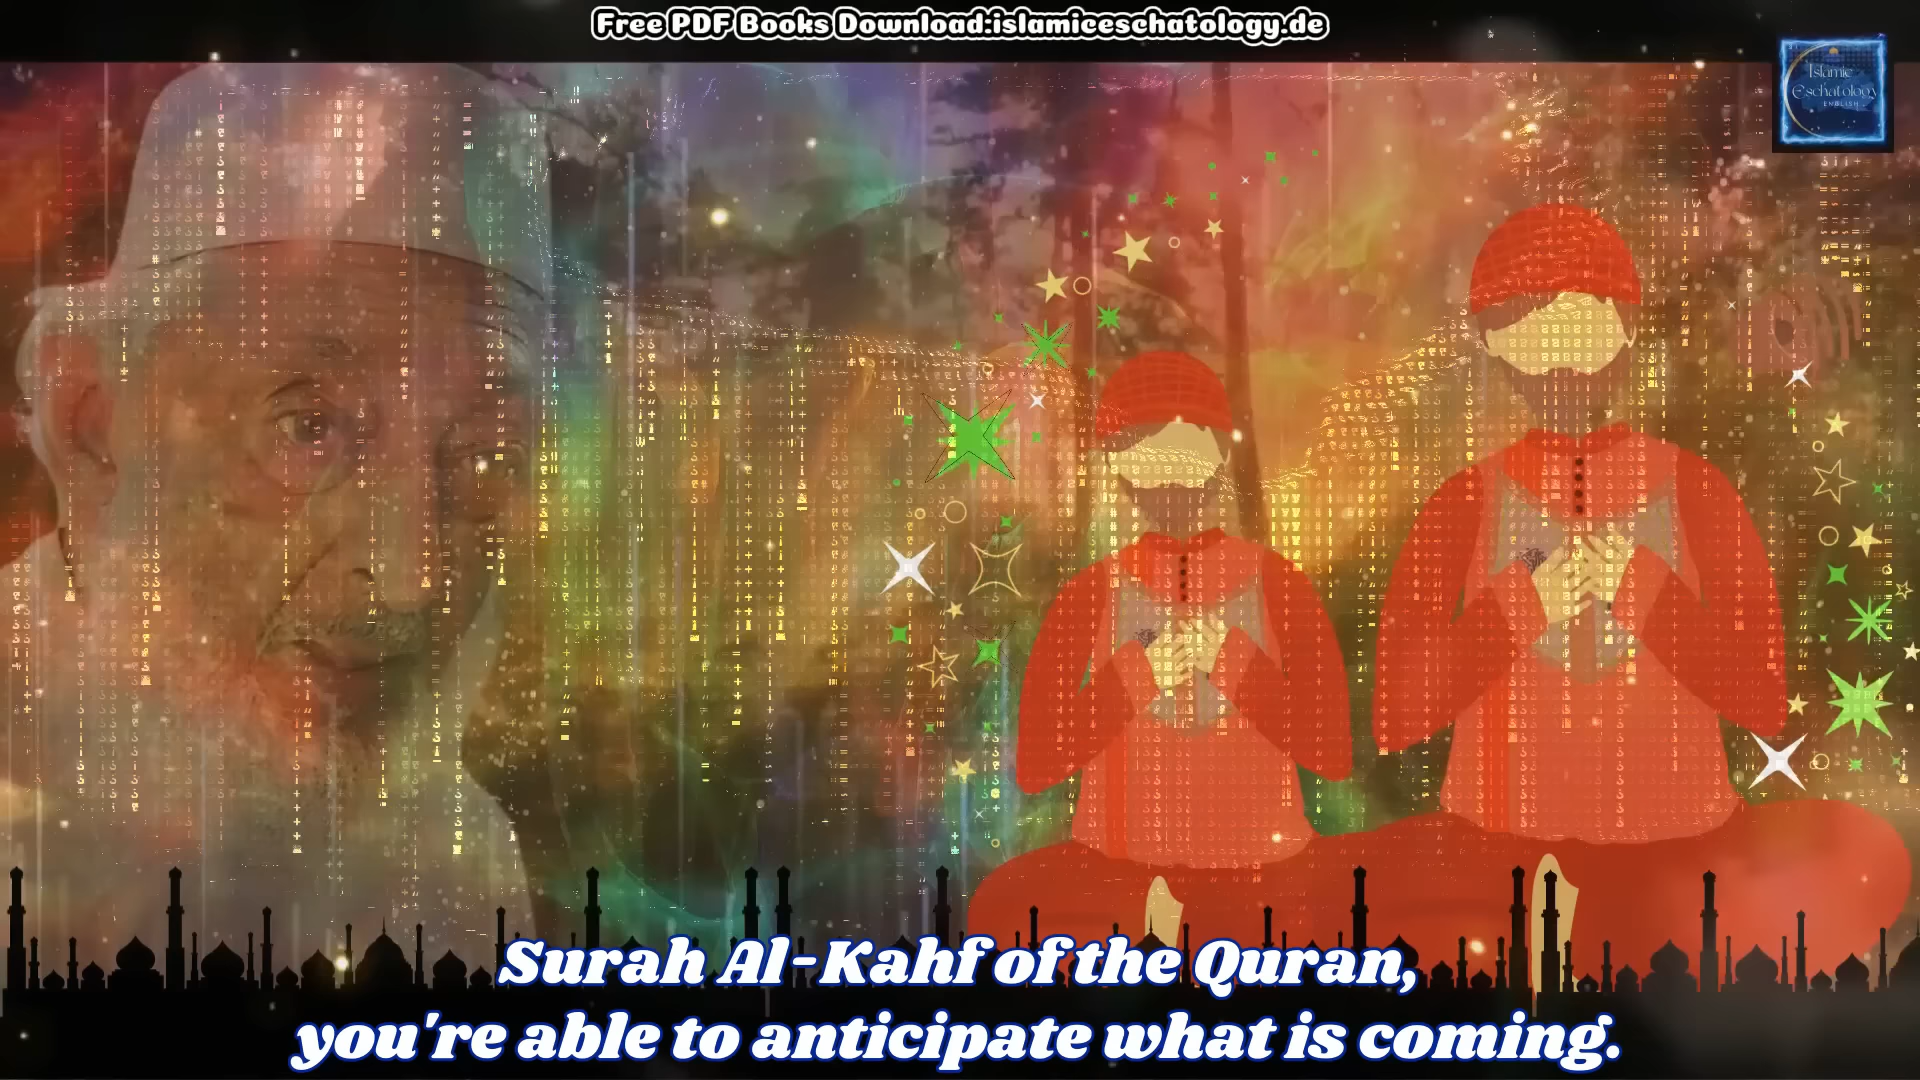 Free PDF Books Download:islamiceschatology.de
Islamic
Eschatology
ENGLISH
Surah Al-Kahf of the Quran,
you're able to anticipate what is coming.